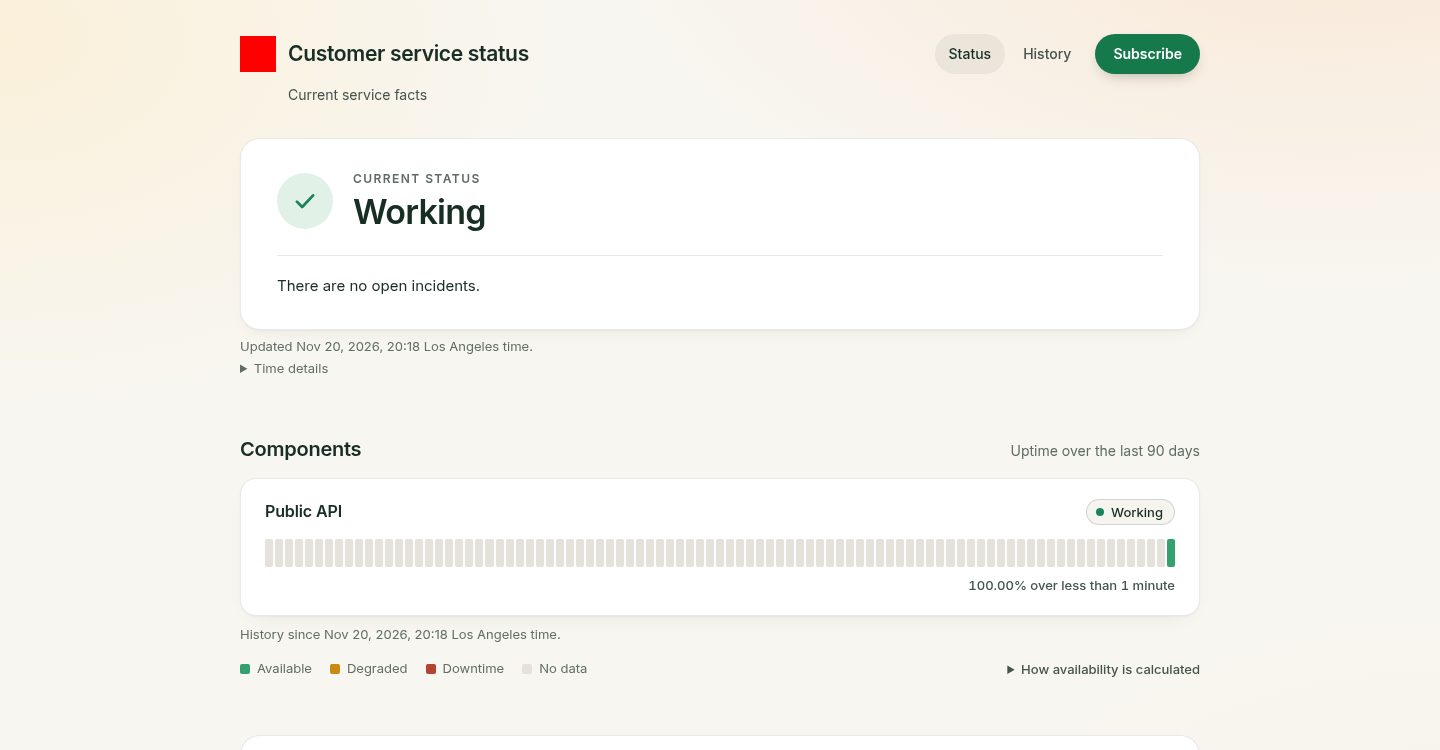 Customer service status
Status
History
Subscribe
Current service facts
CURRENT STATUS
Working
There are no open incidents.
Updated Nov 20, 2026, 20:18 Los Angeles time.
Time details
Components
Uptime over the last 90 days
Public API
Working
100.00% over less than 1 minute
History since Nov 20, 2026, 20:18 Los Angeles time.
Available
Degraded
Downtime
No data
How availability is calculated